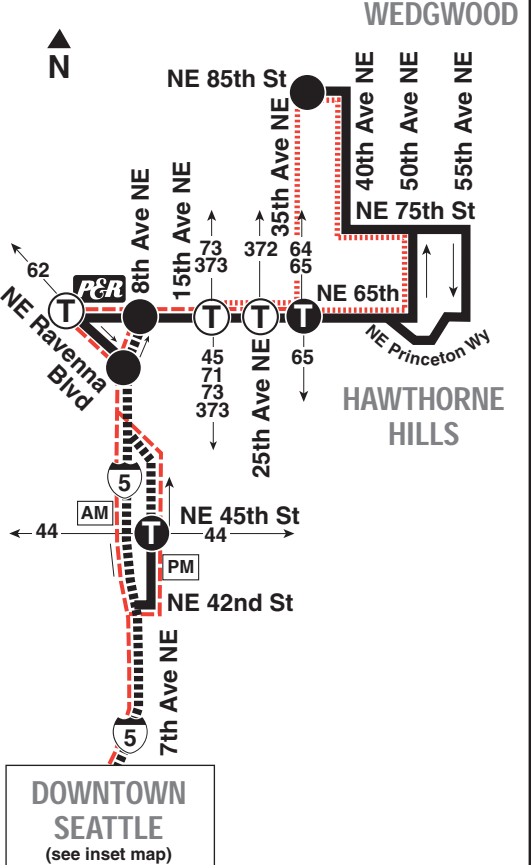 WEDGWOOD
N
NE 85th St
35th Ave NE
40th Ave NE
50th Ave NE
55th Ave NE
8th Ave NE
15th Ave NE
NE 75th St
62
P&R
73
373
372
64
65
T
T
T
T
NE 65th
NE Ravenna
Blvd
45
71
73
373
25th Ave NE
65
NE Princeton Wy
HAWTHORNE
HILLS
5
AM
44
T
NE 45th St
44
PM
NE 42nd St
7th Ave NE
5
DOWNTOWN
SEATTLE
(see inset map)